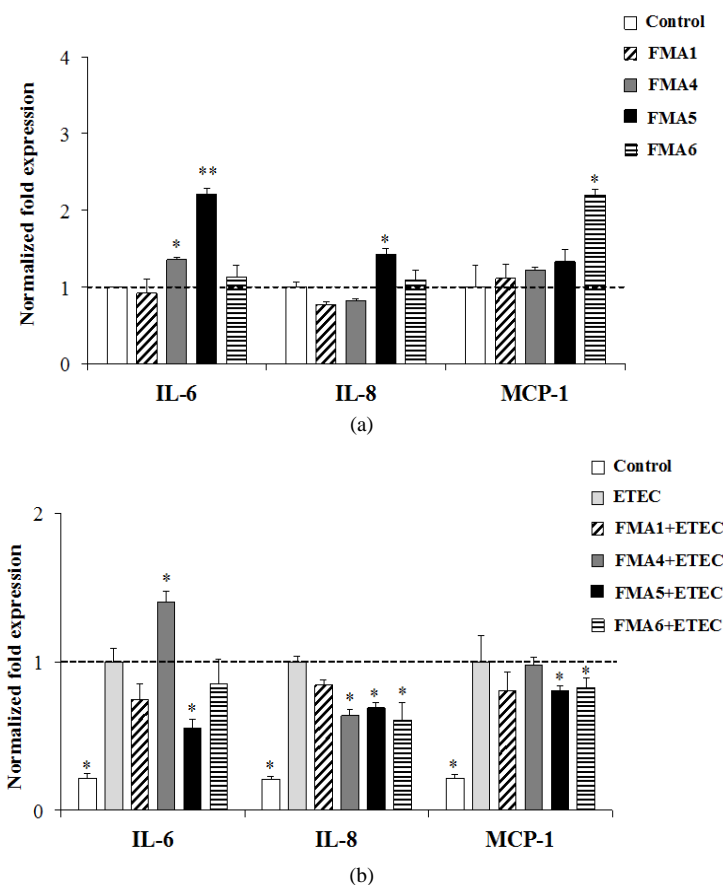 Control
FMA1
FMA4
FMA5
FMA6
Normalized fold expression
4
3
2
1
0
*
**
*
*
IL-6
IL-8
MCP-1
(a)
Control
ETEC
FMA1+ETEC
FMA4+ETEC
FMA5+ETEC
FMA6+ETEC
Normalized fold expression
2
1
0
*
*
*
*
*
*
*
*
*
*
IL-6
IL-8
MCP-1
(b)